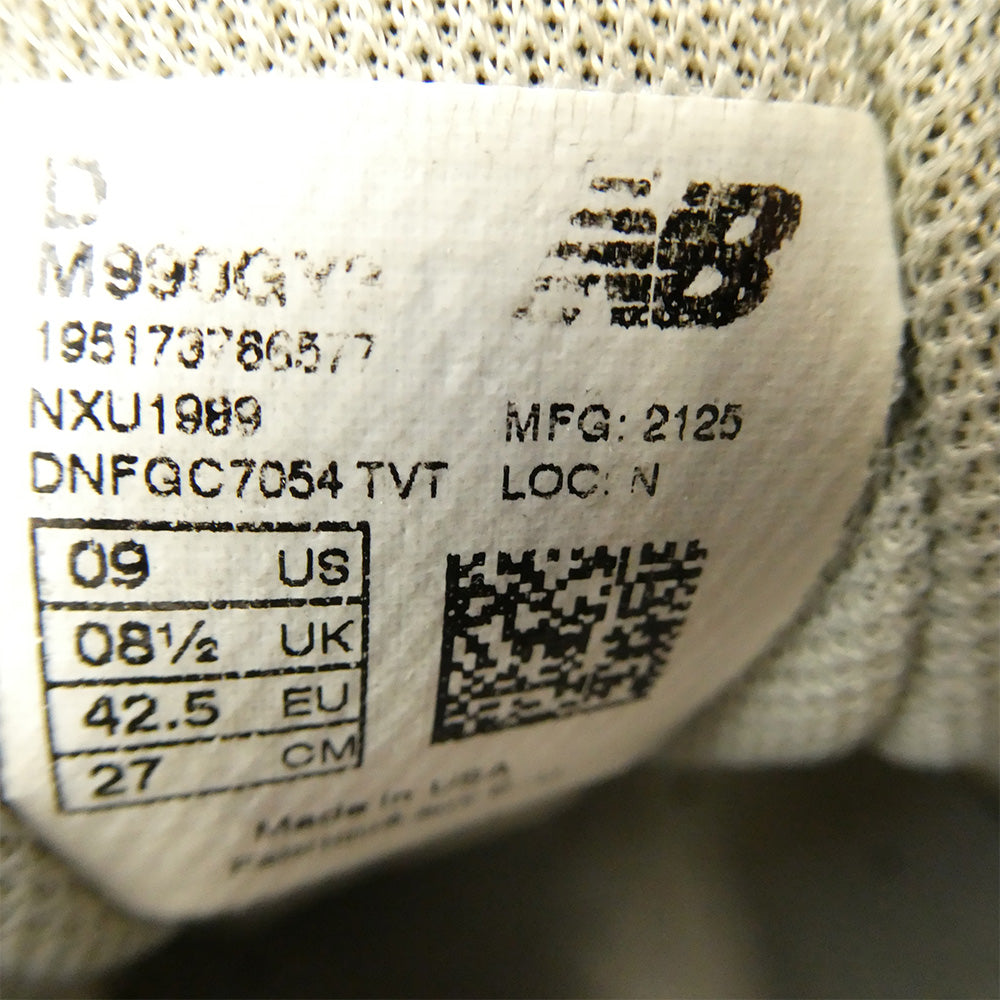 D
M990GY2
195173786577
NXU1989
DNFGC7054 TVT
NB
MFG: 2125
LOC: N
09 US
08½ UK
42.5 EU
27 CM
Made in USA